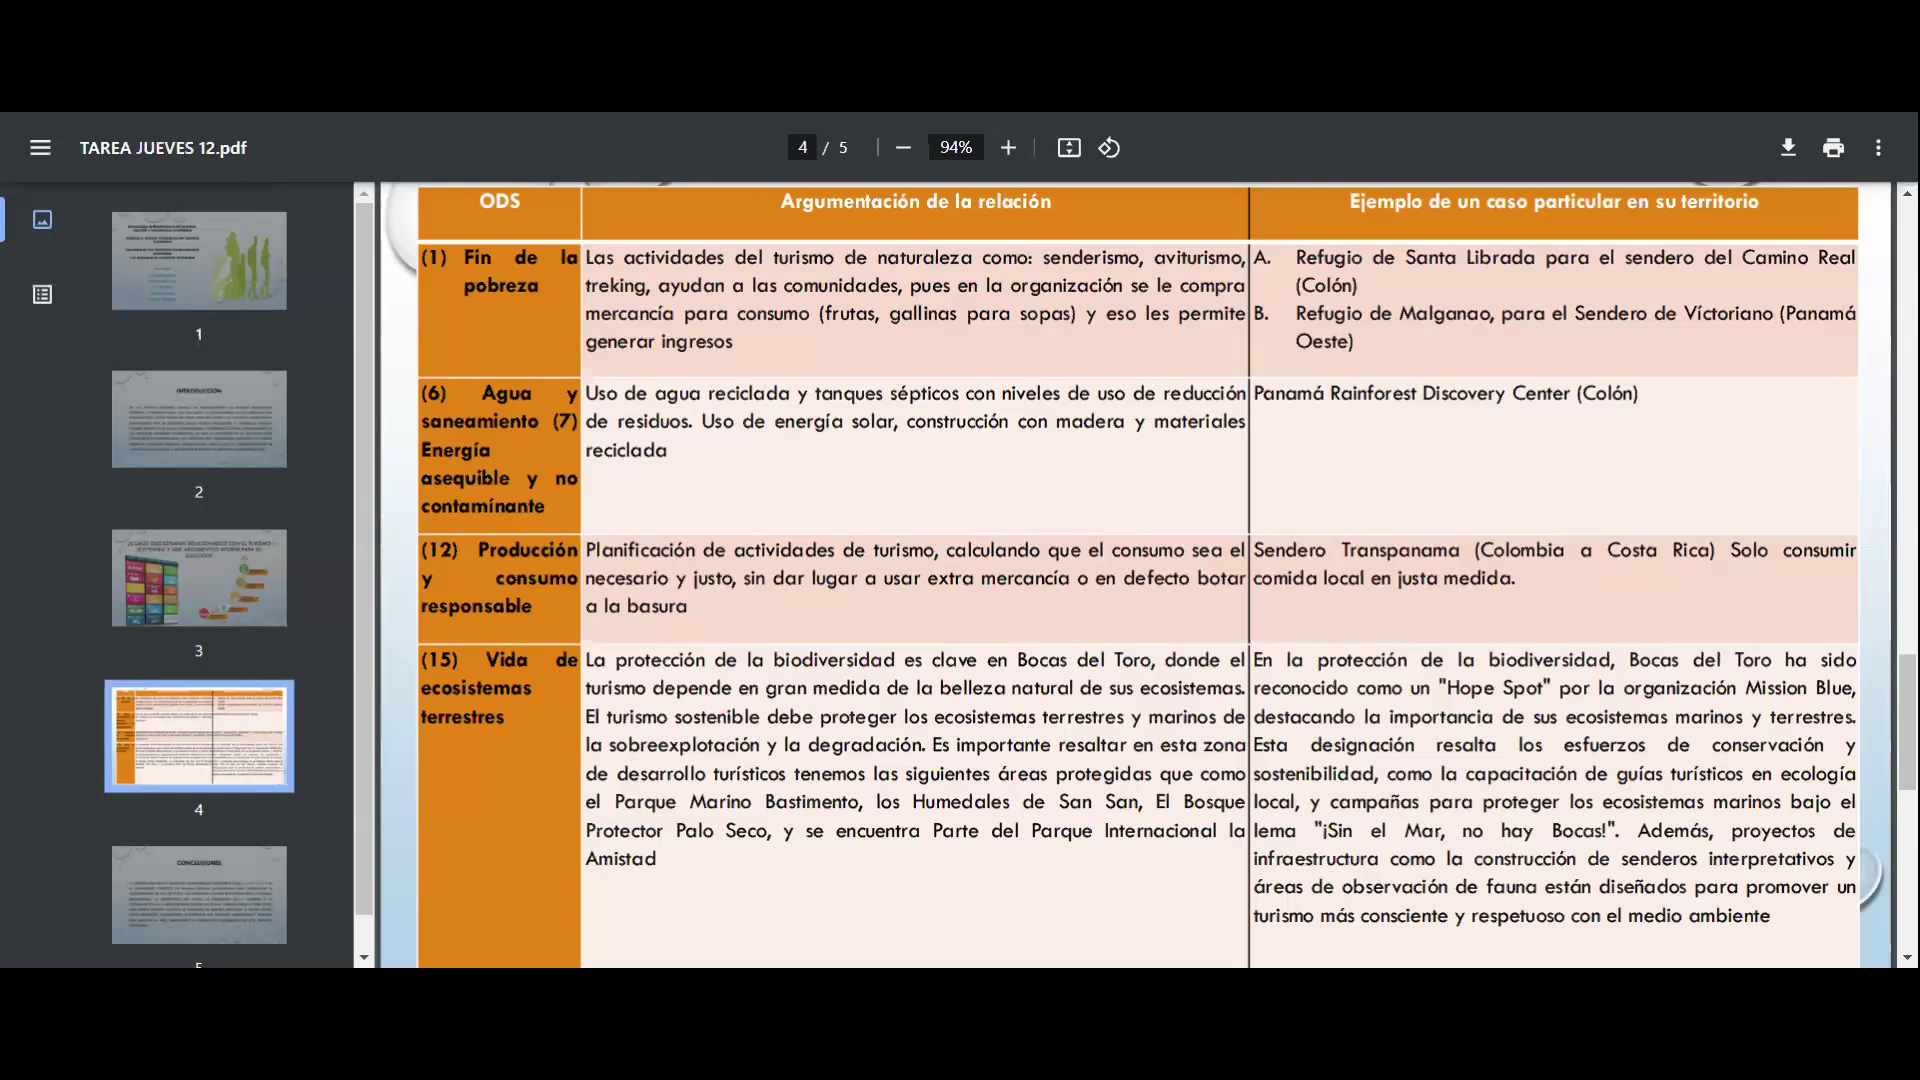 TAREA JUEVES 12.pdf
4 / 5
94%
INTRODUCCIÓN
CONCLUSIONES
1
2
3
4
5
ODS
Argumentación de la relación
Ejemplo de un caso particular en su territorio
(1) Fin de la
pobreza
Las actividades del turismo de naturaleza como: senderismo, aviturismo,
treking, ayudan a las comunidades, pues en la organización se le compra
mercancía para consumo (frutas, gallinas para sopas) y eso les permite
generar ingresos
A. Refugio de Santa Librada para el sendero del Camino Real
(Colón)
B. Refugio de Malganao, para el Sendero de Víctoriano (Panamá
Oeste)
(6) Agua y
saneamiento (7)
Energía
asequible y no
contamínante
Uso de agua reciclada y tanques sépticos con niveles de uso de reducción
de residuos. Uso de energía solar, construcción con madera y materiales
reciclada
Panamá Rainforest Discovery Center (Colón)
(12) Producción
y consumo
responsable
Planificación de actividades de turismo, calculando que el consumo sea el
necesario y justo, sin dar lugar a usar extra mercancía o en defecto botar
a la basura
Sendero Transpanama (Colombia a Costa Rica) Solo consumir
comida local en justa medida.
(15) Vida de
ecosistemas
terrestres
La protección de la biodiversidad es clave en Bocas del Toro, donde el
turismo depende en gran medida de la belleza natural de sus ecosistemas.
El turismo sostenible debe proteger los ecosistemas terrestres y marinos de
la sobreexplotación y la degradación. Es importante resaltar en esta zona
de desarrollo turísticos tenemos las siguientes áreas protegidas que como
el Parque Marino Bastimento, los Humedales de San San, El Bosque
Protector Palo Seco, y se encuentra Parte del Parque Internacional la
Amistad
En la protección de la biodiversidad, Bocas del Toro ha sido
reconocido como un "Hope Spot" por la organización Mission Blue,
destacando la importancia de sus ecosistemas marinos y terrestres.
Esta designación resalta los esfuerzos de conservación y
sostenibilidad, como la capacitación de guías turísticos en ecología
local, y campañas para proteger los ecosistemas marinos bajo el
lema "¡Sin el Mar, no hay Bocas!". Además, proyectos de
infraestructura como la construcción de senderos interpretativos y
áreas de observación de fauna están diseñados para promover un
turismo más consciente y respetuoso con el medio ambiente